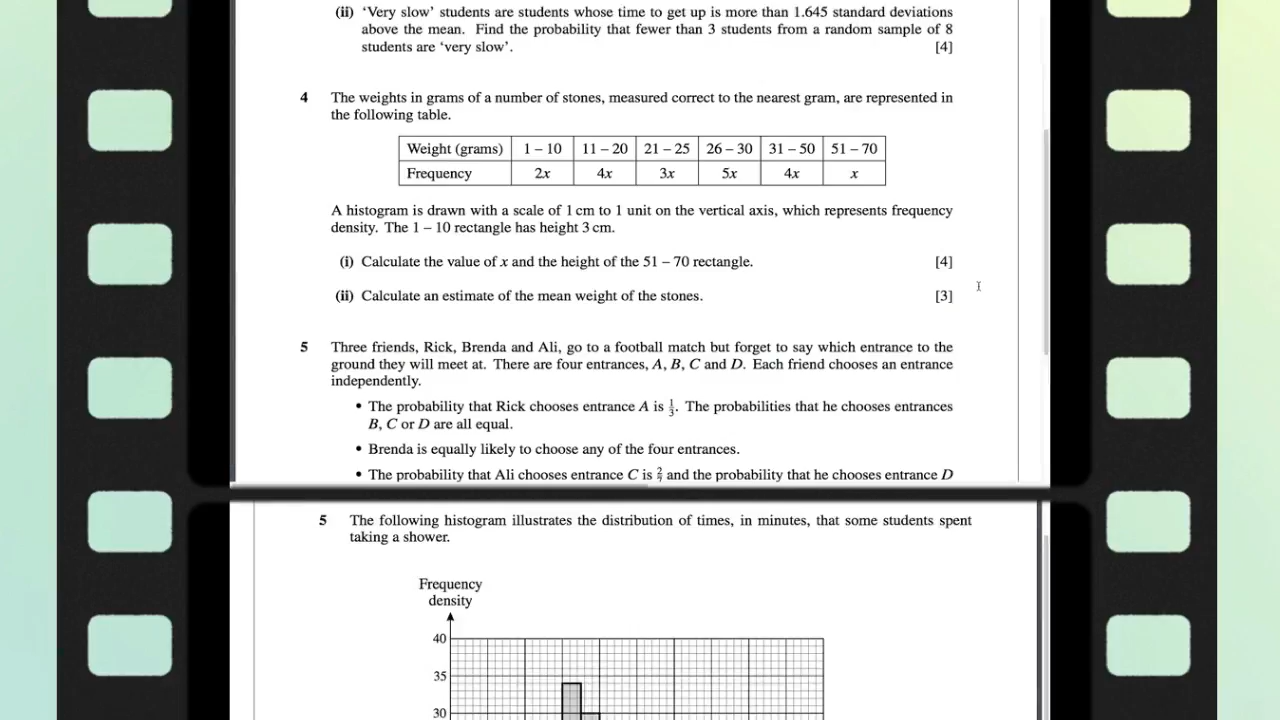 (ii) ‘Very slow’ students are students whose time to get up is more than 1.645 standard deviations
above the mean. Find the probability that fewer than 3 students from a random sample of 8
students are ‘very slow’. [4]
4 The weights in grams of a number of stones, measured correct to the nearest gram, are represented in
the following table.
Weight (grams) 1 – 10 11 – 20 21 – 25 26 – 30 31 – 50 51 – 70
Frequency 2x 4x 3x 5x 4x x
A histogram is drawn with a scale of 1 cm to 1 unit on the vertical axis, which represents frequency
density. The 1 – 10 rectangle has height 3 cm.
(i) Calculate the value of x and the height of the 51 – 70 rectangle. [4]
(ii) Calculate an estimate of the mean weight of the stones. [3]
5 Three friends, Rick, Brenda and Ali, go to a football match but forget to say which entrance to the
ground they will meet at. There are four entrances, A, B, C and D. Each friend chooses an entrance
independently.
• The probability that Rick chooses entrance A is 1/3. The probabilities that he chooses entrances
B, C or D are all equal.
• Brenda is equally likely to choose any of the four entrances.
• The probability that Ali chooses entrance C is 2/7 and the probability that he chooses entrance D
5 The following histogram illustrates the distribution of times, in minutes, that some students spent
taking a shower.
Frequency
density
40
35
30